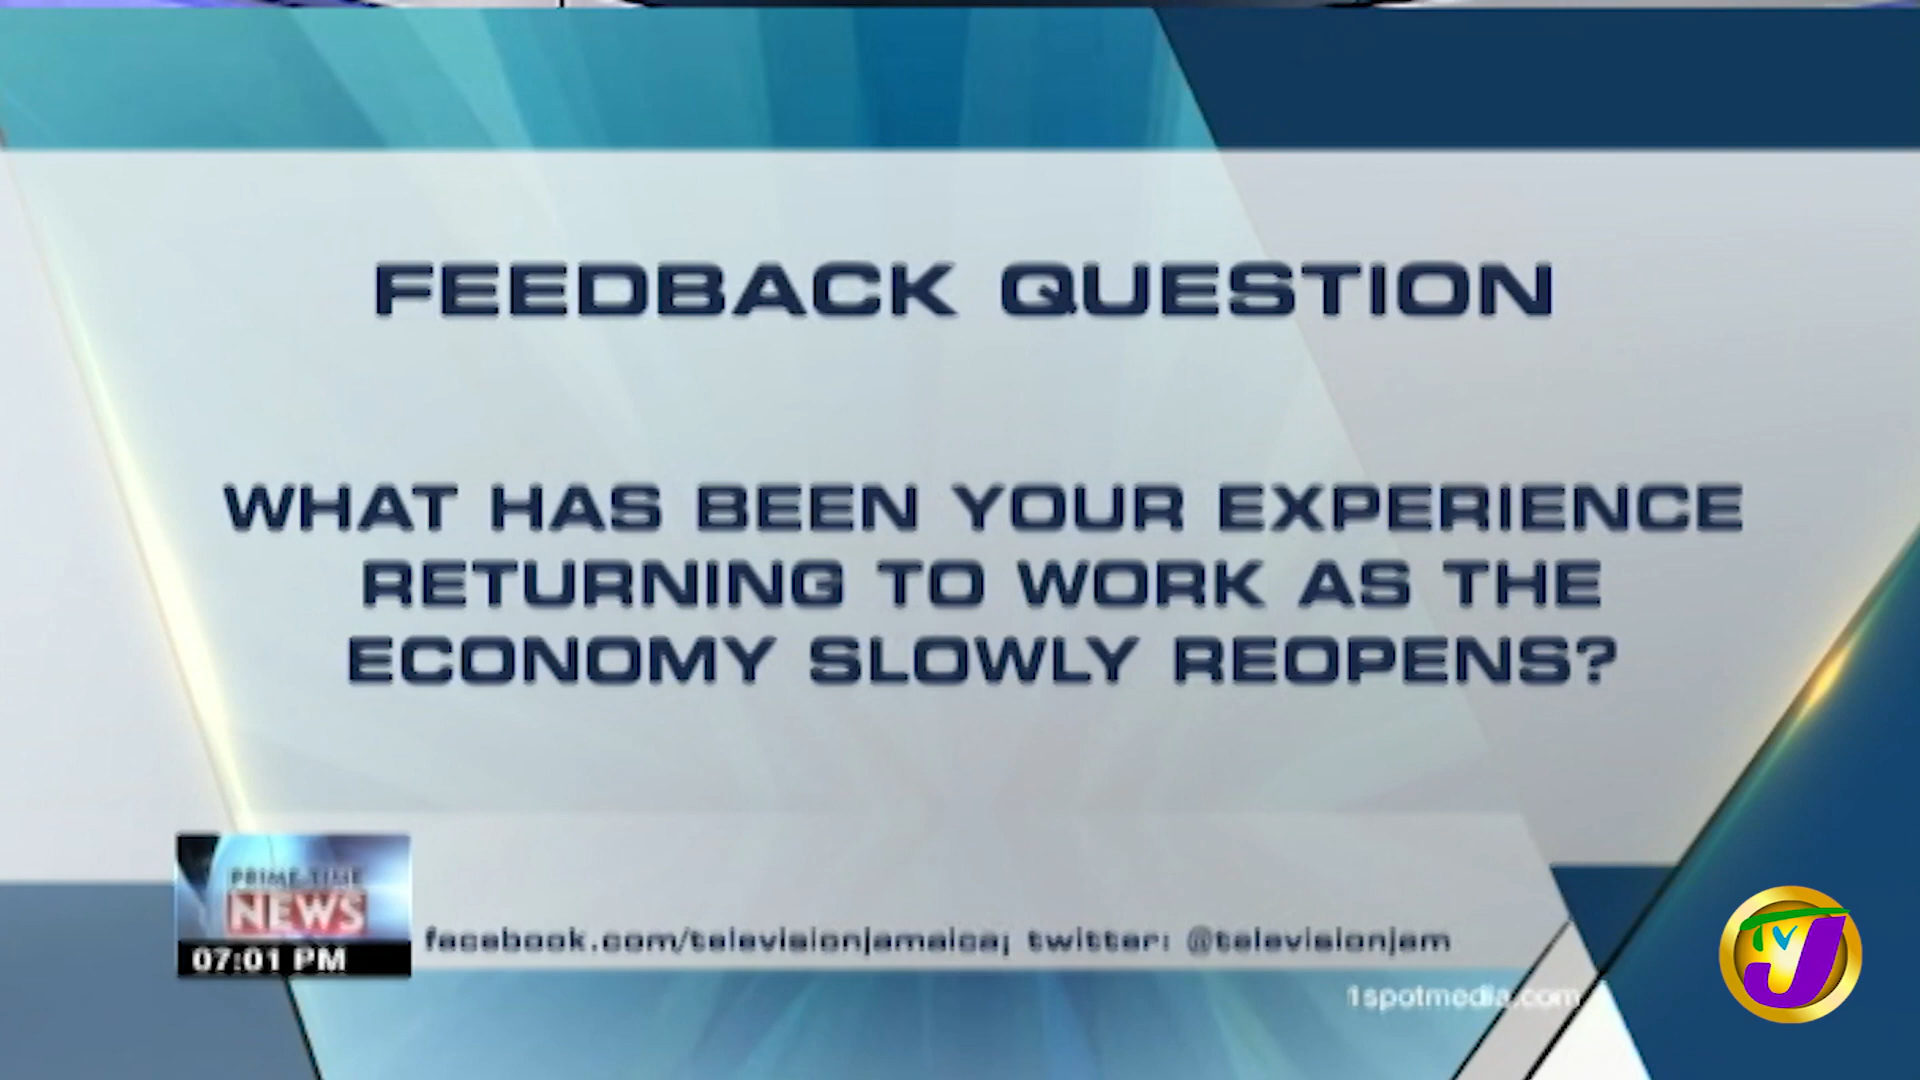 FEEDBACK QUESTION
WHAT HAS BEEN YOUR EXPERIENCE
RETURNING TO WORK AS THE
ECONOMY SLOWLY REOPENS?
PRIME TIME
NEWS
07:01 PM
facebook.com/televisionjamaica; twitter: @televisionjam
1spotmedia.com
TVJ